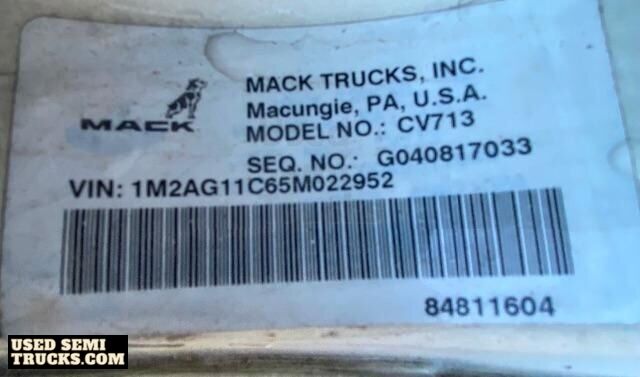 MACK
MACK TRUCKS, INC.
Macungie, PA, U.S.A.
MODEL NO.: CV713
SEQ. NO.: G040817033
VIN: 1M2AG11C65M022952
84811604
USED SEMI
TRUCKS.COM